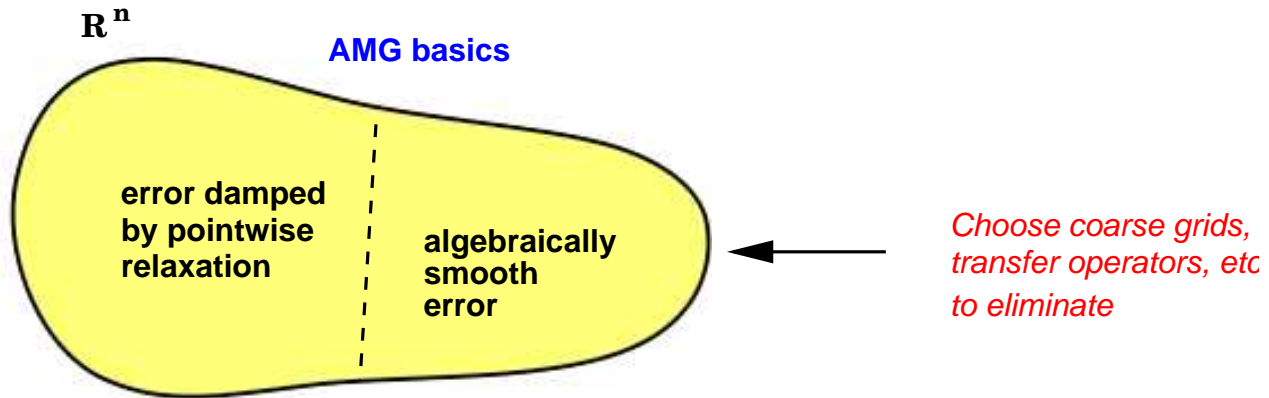 R n
AMG basics
error damped
by pointwise
relaxation
algebraically
smooth
error
Choose coarse grids,
transfer operators, etc
to eliminate